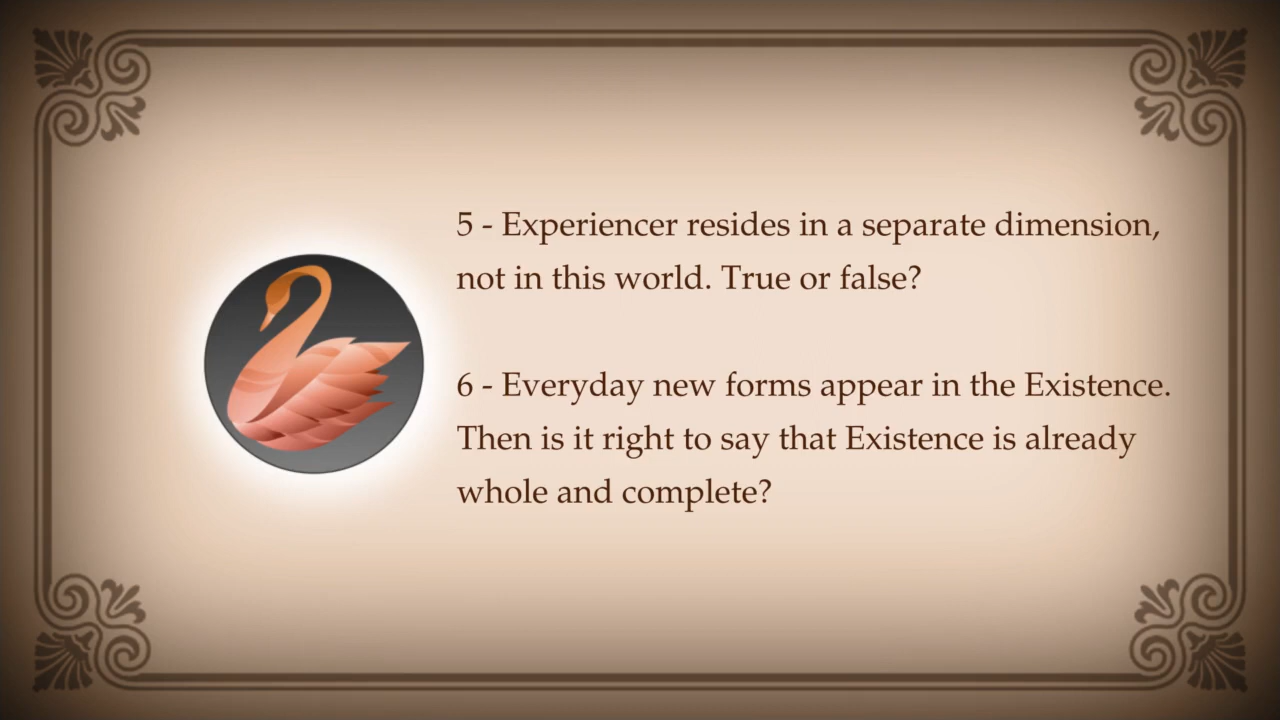 5 - Experiencer resides in a separate dimension,
not in this world. True or false?
6 - Everyday new forms appear in the Existence.
Then is it right to say that Existence is already
whole and complete?